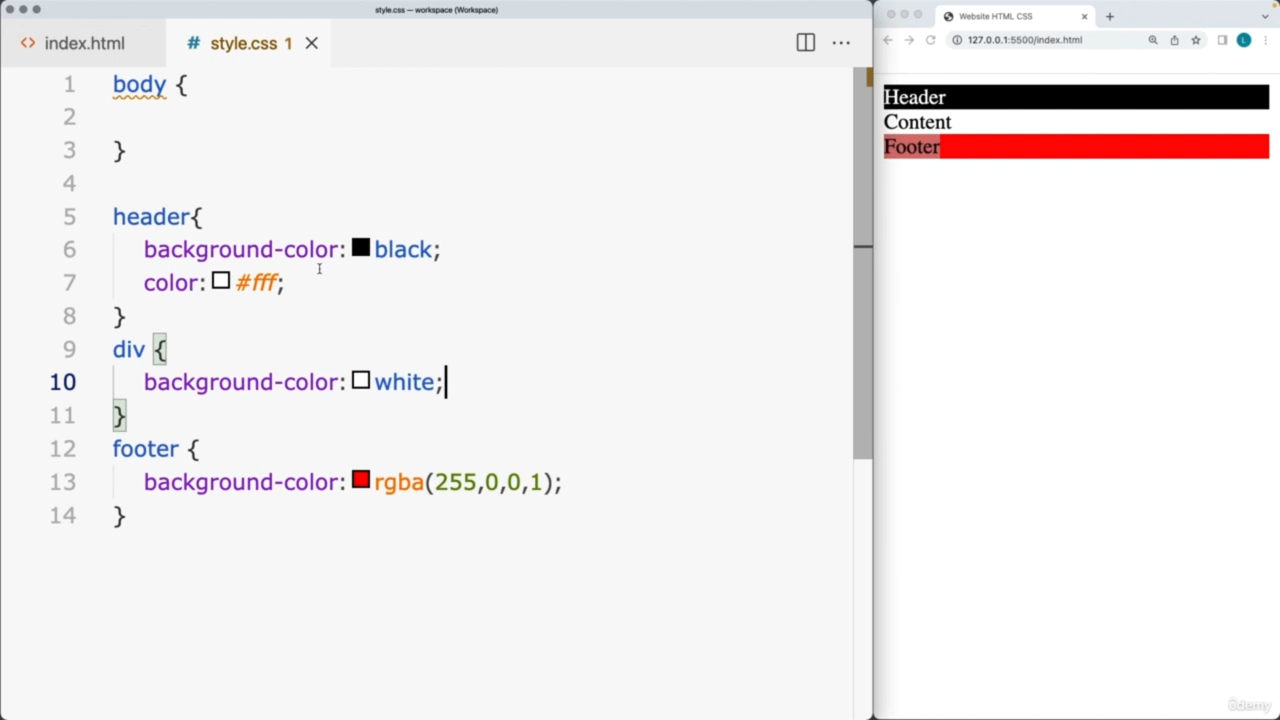 style.css — workspace (Workspace)
<> index.html
# style.css 1
1 body {
2
3 }
4
5 header{
6 background-color: black;
7 color: #fff;
8 }
9 div {
10 background-color: white;
11 }
12 footer {
13 background-color: rgba(255,0,0,1);
14 }
Website HTML CSS
127.0.0.1:5500/index.html
L
Header
Content
Footer
ûdemy